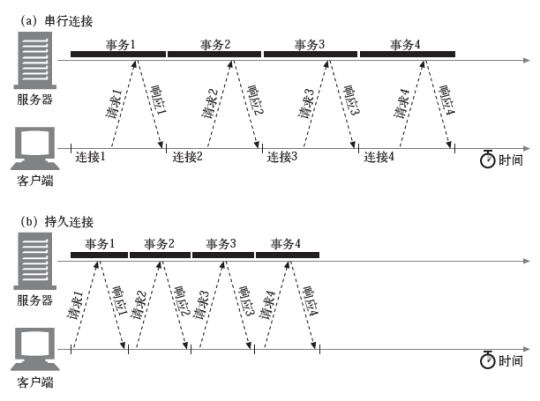 (a) 串行连接
事务1 事务2 事务3 事务4
服务器
请求1 响应1 请求2 响应2 请求3 响应3 请求4 响应4
连接1 连接2 连接3 连接4 时间
客户端
(b) 持久连接
事务1 事务2 事务3 事务4
服务器
请求1 响应1 请求2 响应2 请求3 响应3 请求4 响应4
时间
客户端